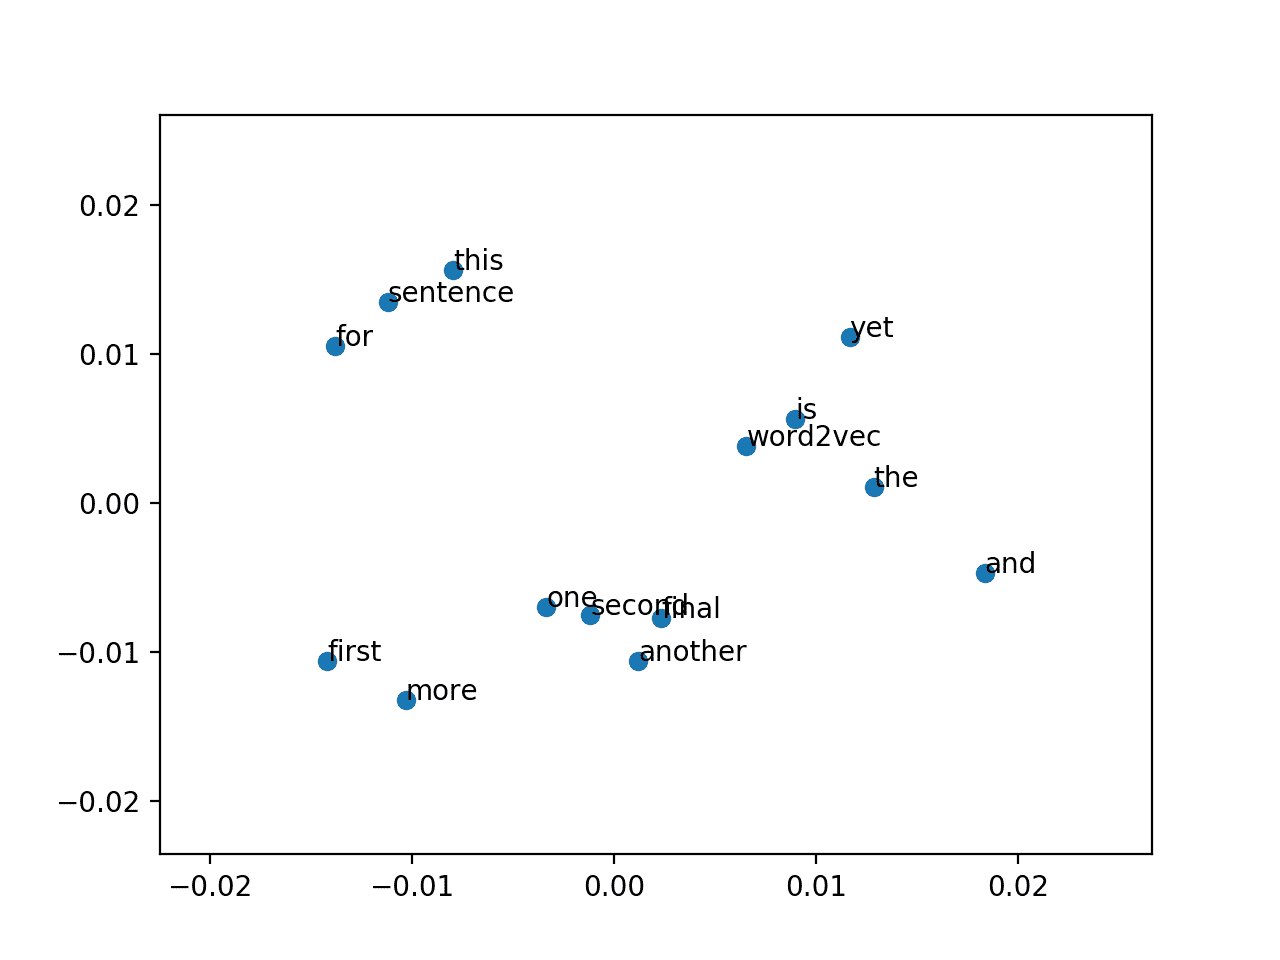 0.02
this
sentence
yet
for
0.01
is
word2vec
the
0.00
and
one
second
final
first
another
−0.01
more
−0.02
−0.02
−0.01
0.00
0.01
0.02